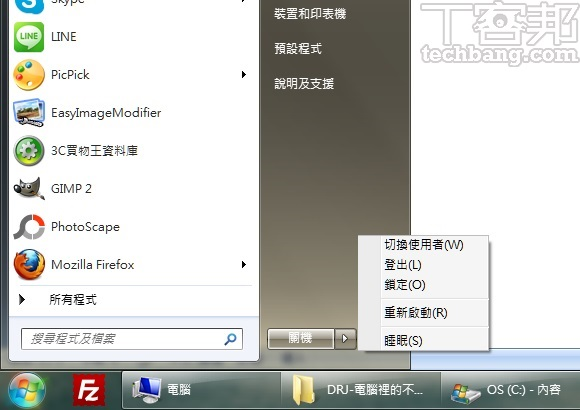 Skype
LINE
PicPick
EasyImageModifier
3C買物王資料庫
GIMP 2
PhotoScape
Mozilla Firefox
所有程式
搜尋程式及檔案
裝置和印表機
預設程式
說明及支援
關機
切換使用者(W)
登出(L)
鎖定(O)
重新啟動(R)
睡眠(S)
T客邦
techbang.com
LINE
Fz
電腦
DRJ-電腦裡的不...
OS (C:) - 內容